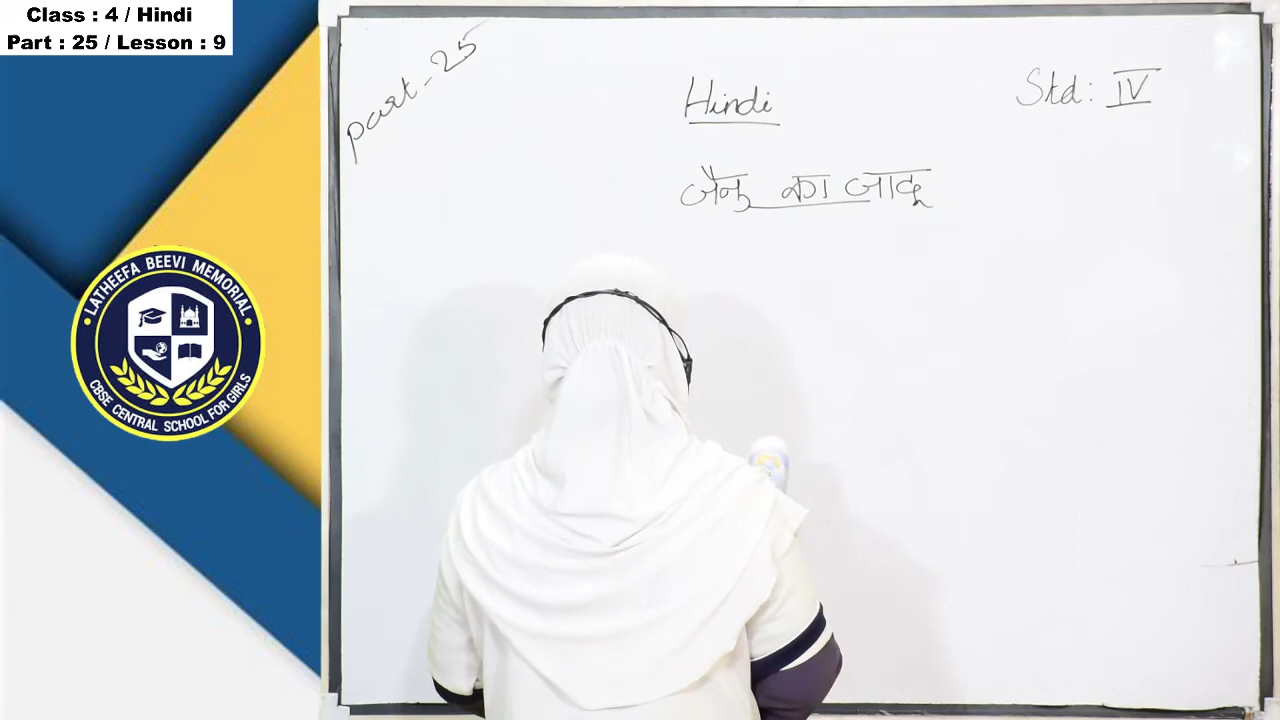 Class : 4 / Hindi
Part : 25 / Lesson : 9
part-25
Hindi
Std: IV
जैक का जादू
LATHEEFA BEEVI MEMORIAL
CBSE CENTRAL SCHOOL FOR GIRLS